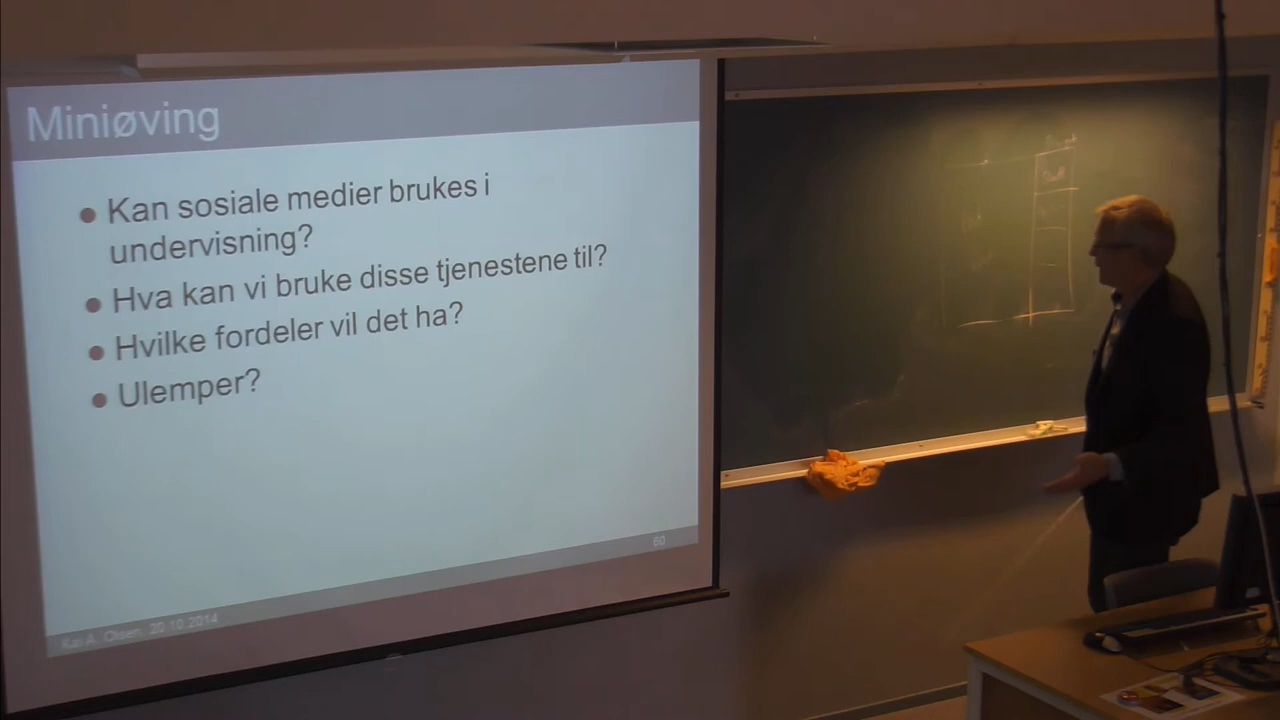 Miniøving
● Kan sosiale medier brukes i
undervisning?
● Hva kan vi bruke disse tjenestene til?
● Hvilke fordeler vil det ha?
● Ulemper?
60
Kai A. Olsen, 20.10.2014